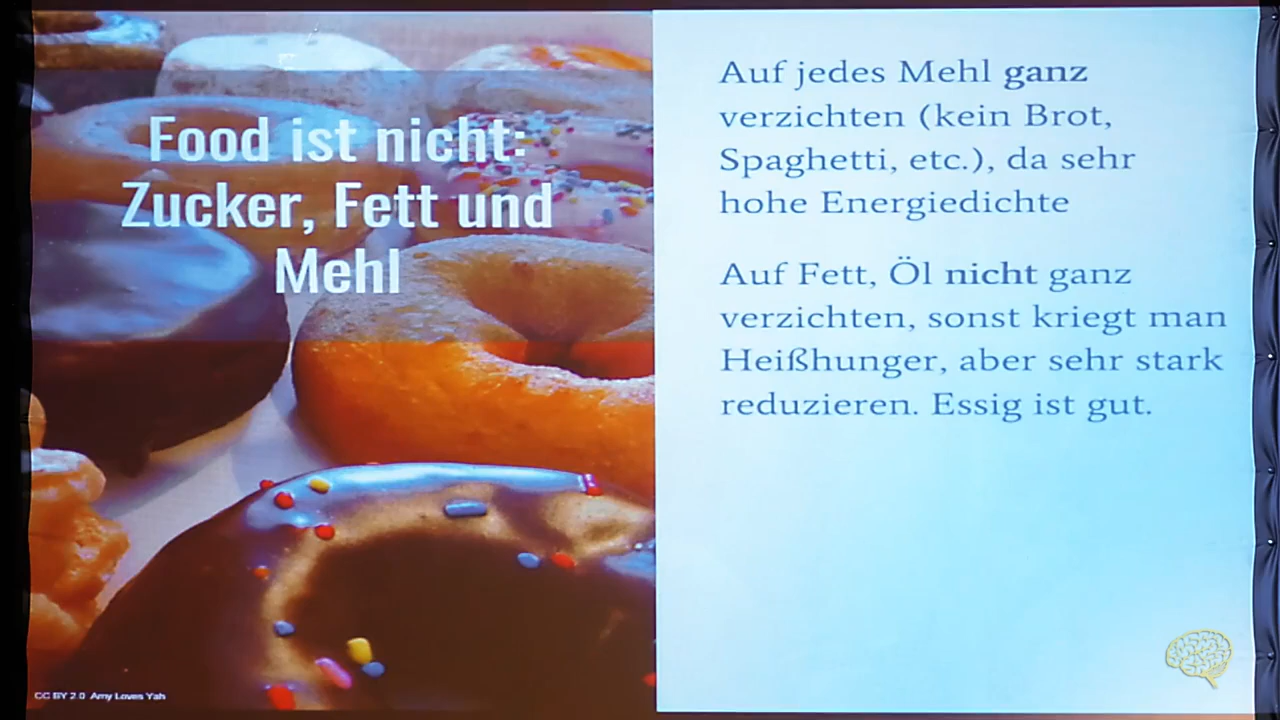 Food ist nicht:
Zucker, Fett und
Mehl
Auf jedes Mehl ganz
verzichten (kein Brot,
Spaghetti, etc.), da sehr
hohe Energiedichte
Auf Fett, Öl nicht ganz
verzichten, sonst kriegt man
Heißhunger, aber sehr stark
reduzieren. Essig ist gut.
CC BY 2.0 Amy Loves Yah